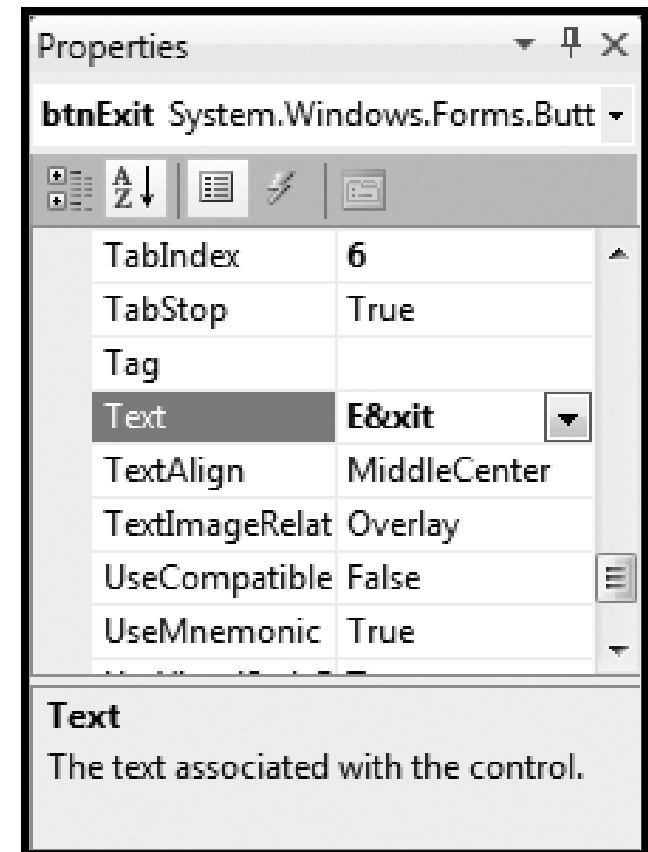 Properties
btnExit System.Windows.Forms.Butt
TabIndex 6
TabStop True
Tag
Text E&xit
TextAlign MiddleCenter
TextImageRelat Overlay
UseCompatible False
UseMnemonic True
Text
The text associated with the control.